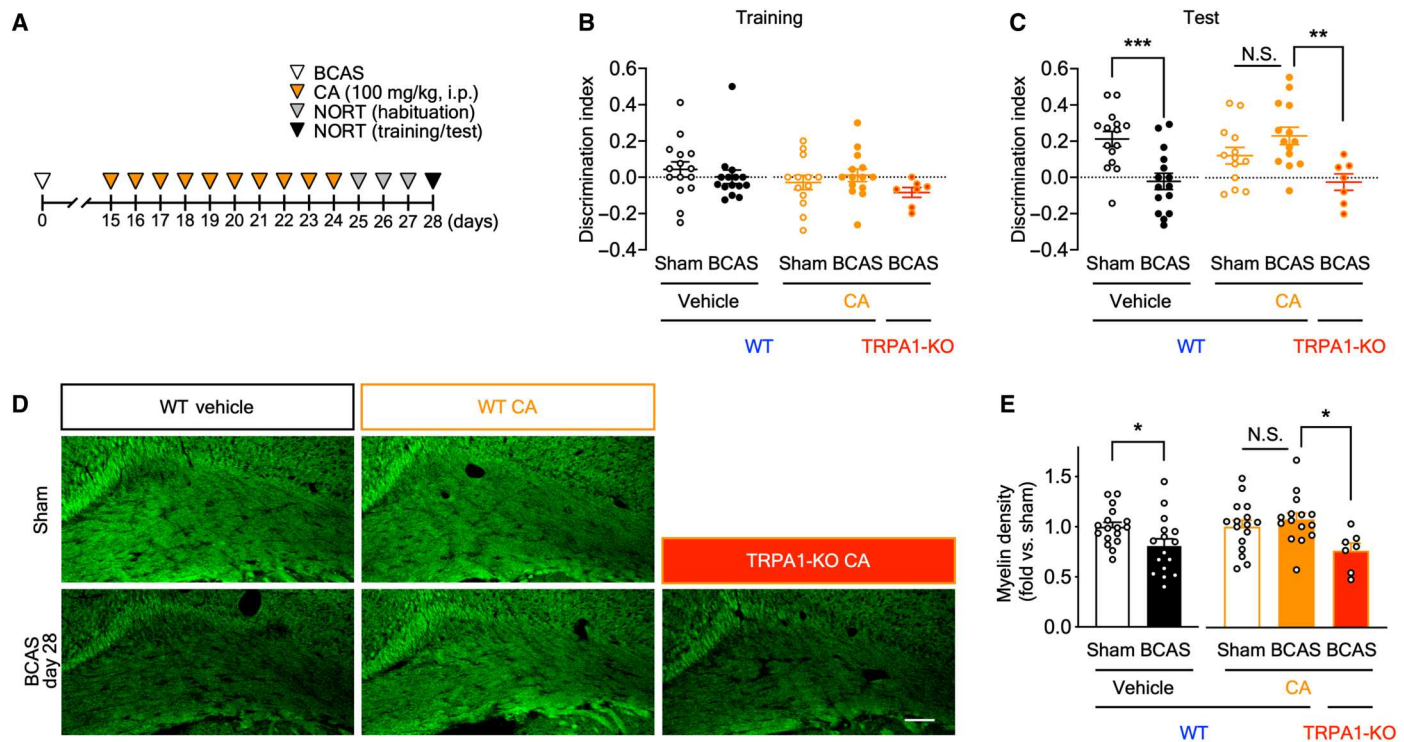 A
BCAS
CA (100 mg/kg, i.p.)
NORT (habituation)
NORT (training/test)
0 15 16 17 18 19 20 21 22 23 24 25 26 27 28 (days)
B
Training
Discrimination index
0.6
0.4
0.2
0.0
−0.2
−0.4
Sham BCAS Sham BCAS BCAS
Vehicle CA
WT TRPA1-KO
C
Test
***
N.S.
**
Discrimination index
0.6
0.4
0.2
0.0
−0.2
−0.4
Sham BCAS Sham BCAS BCAS
Vehicle CA
WT TRPA1-KO
D
WT vehicle WT CA
Sham
TRPA1-KO CA
BCAS
day 28
E
*
N.S.
*
Myelin density
(fold vs. sham)
1.5
1.0
0.5
0.0
Sham BCAS Sham BCAS BCAS
Vehicle CA
WT TRPA1-KO